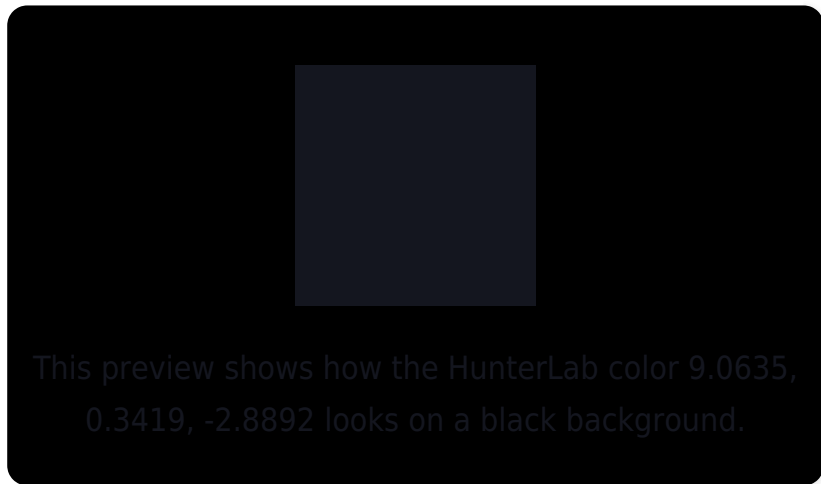 This preview shows how the HunterLab color 9.0635,
0.3419, -2.8892 looks on a black background.